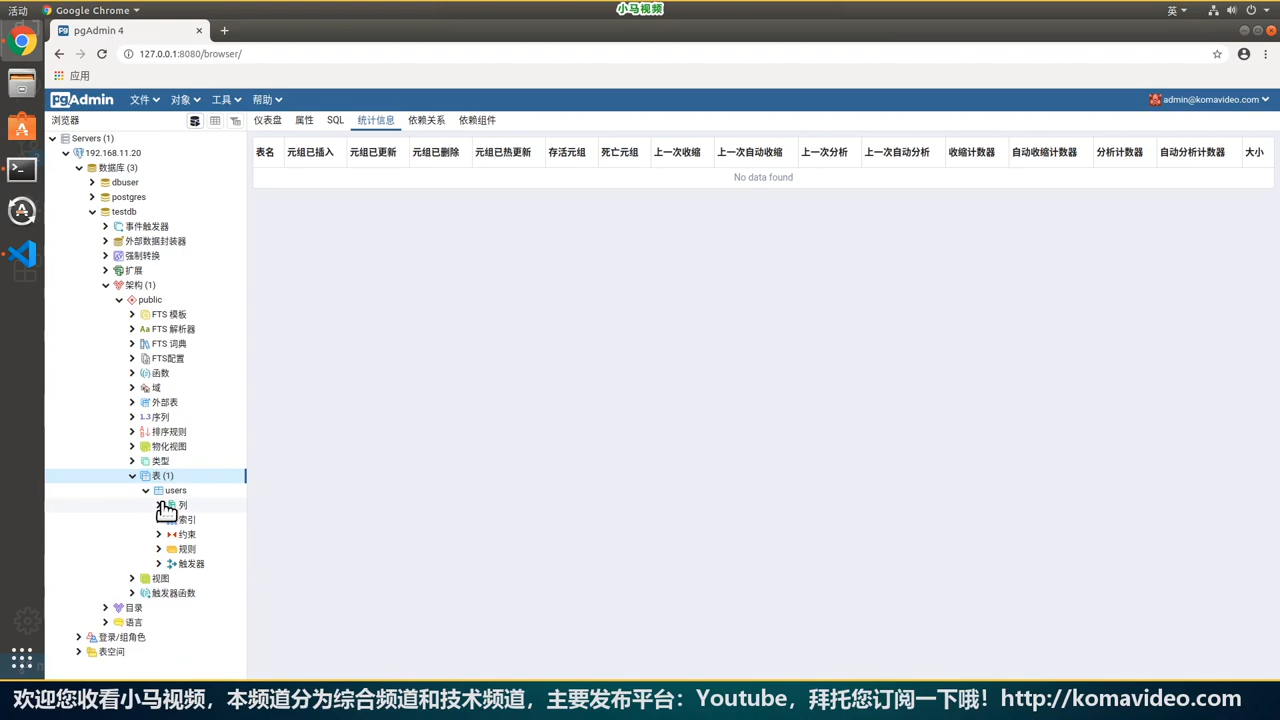 活动
Google Chrome
小马视频
英
pgAdmin 4
127.0.0.1:8080/browser/
应用
pgAdmin
文件
对象
工具
帮助
admin@komavideo.com
浏览器
仪表盘
属性
SQL
统计信息
依赖关系
依赖组件
Servers (1)
表名
元组已插入
元组已更新
元组已删除
元组已热更新
存活元组
死亡元组
上一次收缩
上一次自动收缩
上一次分析
上一次自动分析
收缩计数器
自动收缩计数器
分析计数器
自动分析计数器
大小
No data found
192.168.11.20
数据库 (3)
dbuser
postgres
testdb
事件触发器
外部数据封装器
强制转换
扩展
架构 (1)
public
FTS 模板
FTS 解析器
FTS 词典
FTS配置
函数
域
外部表
1.3 序列
排序规则
物化视图
类型
表 (1)
users
列
索引
约束
规则
触发器
视图
触发器函数
目录
语言
登录/组角色
表空间
欢迎您收看小马视频，本频道分为综合频道和技术频道，主要发布平台：Youtube，拜托您订阅一下哦！http://komavideo.com